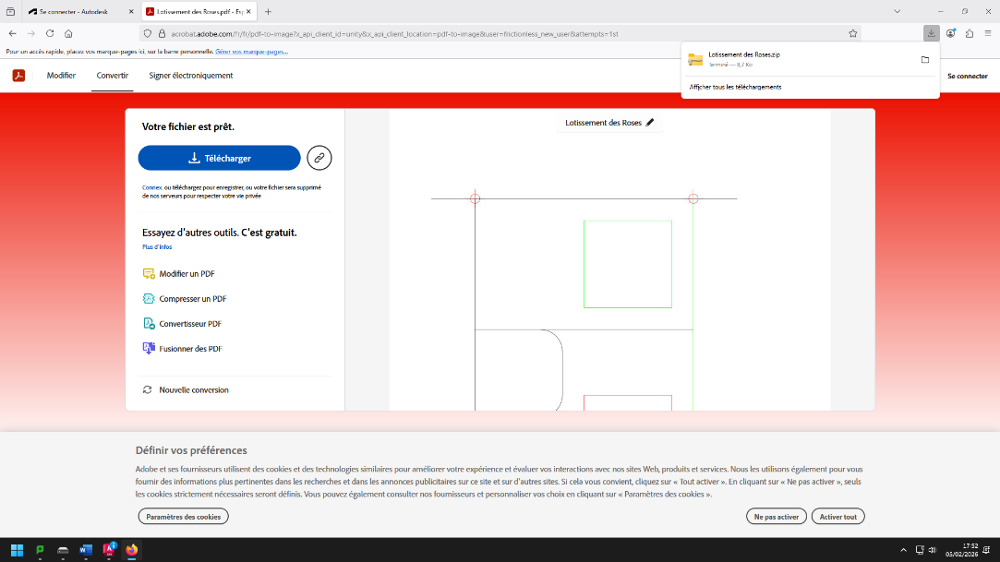 Se connecter - Autodesk
Lotissement des Roses.pdf - Esp
acrobat.adobe.com/fr/fr/pdf-to-image?x_api_client_id=unity&x_api_client_location=pdf-to-image&user=frictionless_new_user&attempts=1st
Pour un accès rapide, placez vos marque-pages ici, sur la barre personnelle. Gérer vos marque-pages…
Lotissement des Roses.zip
Terminé — 8,7 Ko
Afficher tous les téléchargements
Modifier
Convertir
Signer électroniquement
Se connecter
Votre fichier est prêt.
Télécharger
Connex. ou téléchargez pour enregistrer, ou votre fichier sera supprimé
de nos serveurs pour respecter votre vie privée
Essayez d'autres outils. C'est gratuit.
Plus d'infos
Modifier un PDF
Compresser un PDF
Convertisseur PDF
Fusionner des PDF
Nouvelle conversion
Lotissement des Roses
Définir vos préférences
Adobe et ses fournisseurs utilisent des cookies et des technologies similaires pour améliorer votre expérience et évaluer vos interactions avec nos sites Web, produits et services. Nous les utilisons également pour vous
fournir des informations plus pertinentes dans les recherches et dans les annonces publicitaires sur ce site et sur d'autres sites. Si cela vous convient, cliquez sur « Tout activer ». En cliquant sur « Ne pas activer », seuls
les cookies strictement nécessaires seront définis. Vous pouvez également consulter nos fournisseurs et personnaliser vos choix en cliquant sur « Paramètres des cookies ».
Paramètres des cookies
Ne pas activer
Activer tout
17:52
05/02/2026